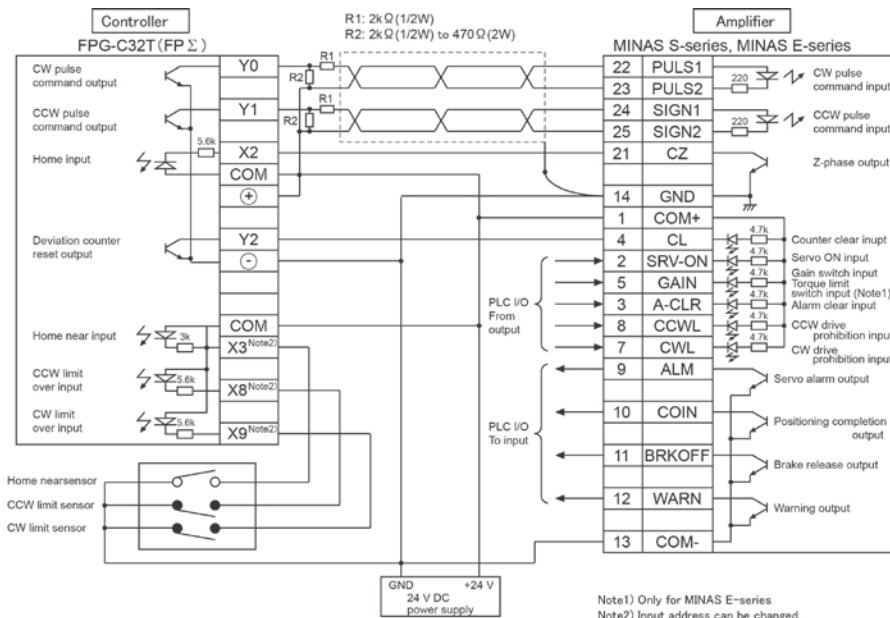 Controller
FPG-C32T(FPΣ)
R1: 2kΩ(1/2W)
R2: 2kΩ(1/2W) to 470Ω(2W)
Amplifier
MINAS S-series, MINAS E-series
CW pulse
command output
Y0
R1
R2
22 PULS1
23 PULS2
220
CW pulse
command input
CCW pulse
command output
Y1
R1
R2
24 SIGN1
25 SIGN2
220
CCW pulse
command input
Home input
5.6k
X2
COM
+
21 CZ
Z-phase output
14 GND
1 COM+
Deviation counter
reset output
Y2
-
4 CL
4.7k
Counter clear inupt
2 SRV-ON
4.7k
Servo ON input
5 GAIN
4.7k
Gain switch input
Torque limit
switch input (Note1)
3 A-CLR
4.7k
Alarm clear input
8 CCWL
4.7k
CCW drive
prohibition input
7 CWL
4.7k
CW drive
prohibition input
PLC I/O
From
output
Home near input
3k
COM
X3 Note2)
CCW limit
over input
5.6k
X8 Note2)
CW limit
over input
5.6k
X9 Note2)
9 ALM
Servo alarm output
10 COIN
Positioning completion
output
PLC I/O
To input
11 BRKOFF
Brake release output
12 WARN
Warning output
13 COM-
Home nearsensor
CCW limit sensor
CW limit sensor
GND +24 V
24 V DC
power supply
Note1) Only for MINAS E-series
Note2) Input address can be changed